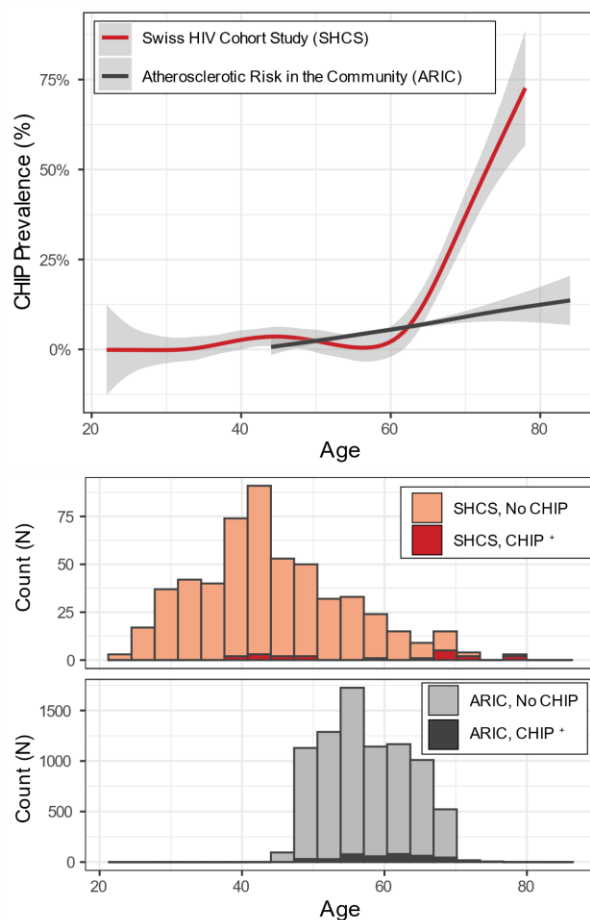 Swiss HIV Cohort Study (SHCS)
Atherosclerotic Risk in the Community (ARIC)
CHIP Prevalence (%)
75%
50%
25%
0%
20 40 60 80
Age
SHCS, No CHIP
SHCS, CHIP +
Count (N)
75
50
25
0
ARIC, No CHIP
ARIC, CHIP +
Count (N)
1500
1000
500
0
20 40 60 80
Age